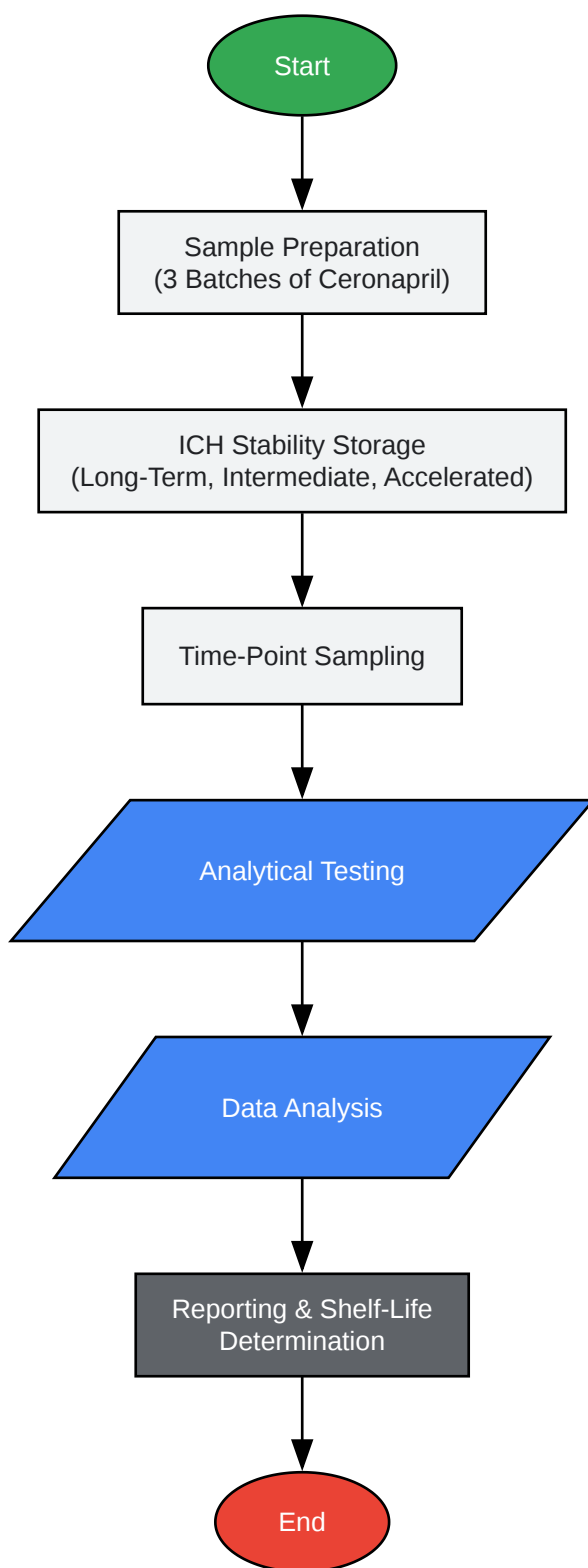 Start
Sample Preparation
(3 Batches of Ceronapril)
ICH Stability Storage
(Long-Term, Intermediate, Accelerated)
Time-Point Sampling
Analytical Testing
Data Analysis
Reporting & Shelf-Life
Determination
End